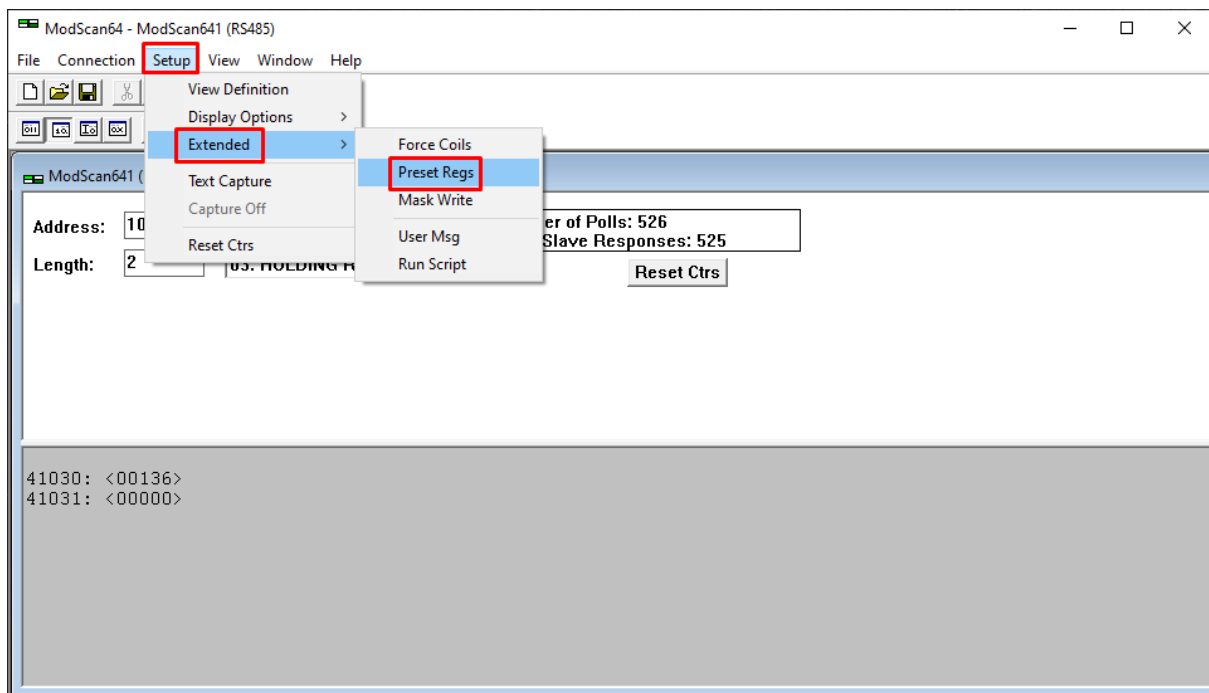 ModScan64 - ModScan641 (RS485)
File Connection Setup View Window Help
View Definition
Display Options
Extended
Text Capture
Capture Off
Reset Ctrs
Force Coils
Preset Regs
Mask Write
User Msg
Run Script
ModScan641 (
Address: 10
er of Polls: 526
Slave Responses: 525
Length: 2
Reset Ctrs
41030: <00136>
41031: <00000>